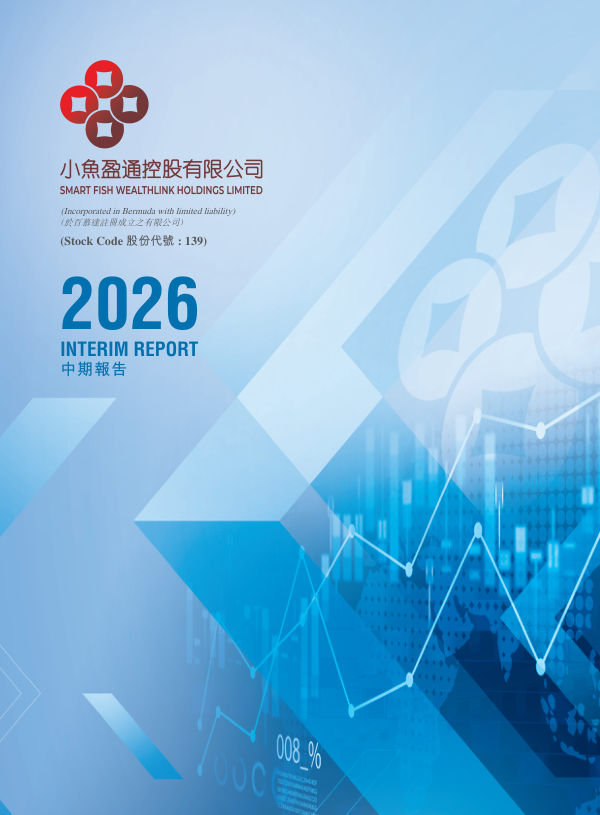 小魚盈通控股有限公司
SMART FISH WEALTHLINK HOLDINGS LIMITED
(Incorporated in Bermuda with limited liability)
(於百慕達註冊成立之有限公司)
(Stock Code 股份代號 : 139)
2026
INTERIM REPORT
中期報告
008_%